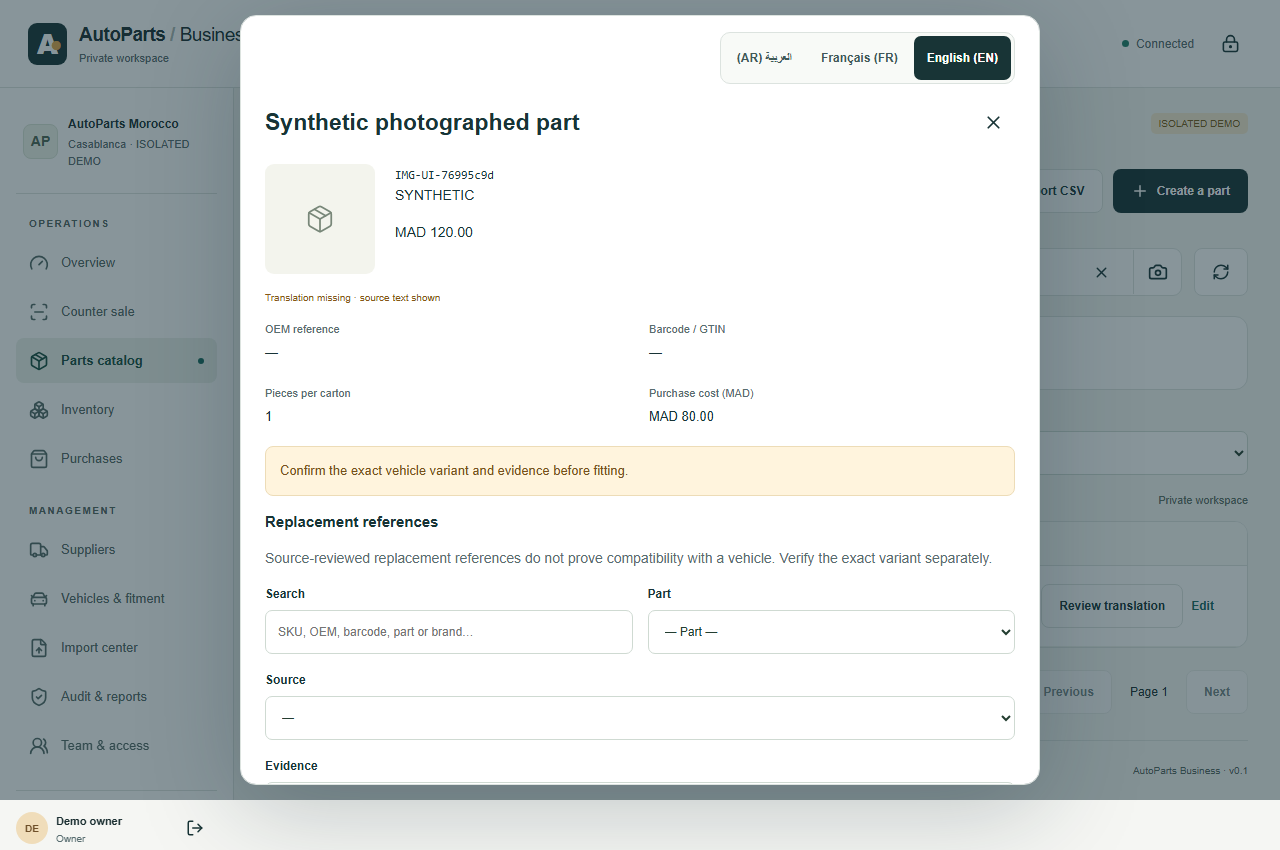 AutoParts / Busines
Private workspace
Connected
AP
AutoParts Morocco
Casablanca · ISOLATED
DEMO
OPERATIONS
Overview
Counter sale
Parts catalog
Inventory
Purchases
MANAGEMENT
Suppliers
Vehicles & fitment
Import center
Audit & reports
Team & access
DE
Demo owner
Owner
العربية (AR)
Français (FR)
English (EN)
Synthetic photographed part
IMG-UI-76995c9d
SYNTHETIC
MAD 120.00
Translation missing · source text shown
OEM reference
—
Barcode / GTIN
—
Pieces per carton
1
Purchase cost (MAD)
MAD 80.00
Confirm the exact vehicle variant and evidence before fitting.
Replacement references
Source-reviewed replacement references do not prove compatibility with a vehicle. Verify the exact variant separately.
Search
SKU, OEM, barcode, part or brand...
Part
— Part —
Source
—
Evidence
ISOLATED DEMO
ort CSV
Create a part
Private workspace
Review translation
Edit
Previous
Page 1
Next
AutoParts Business · v0.1